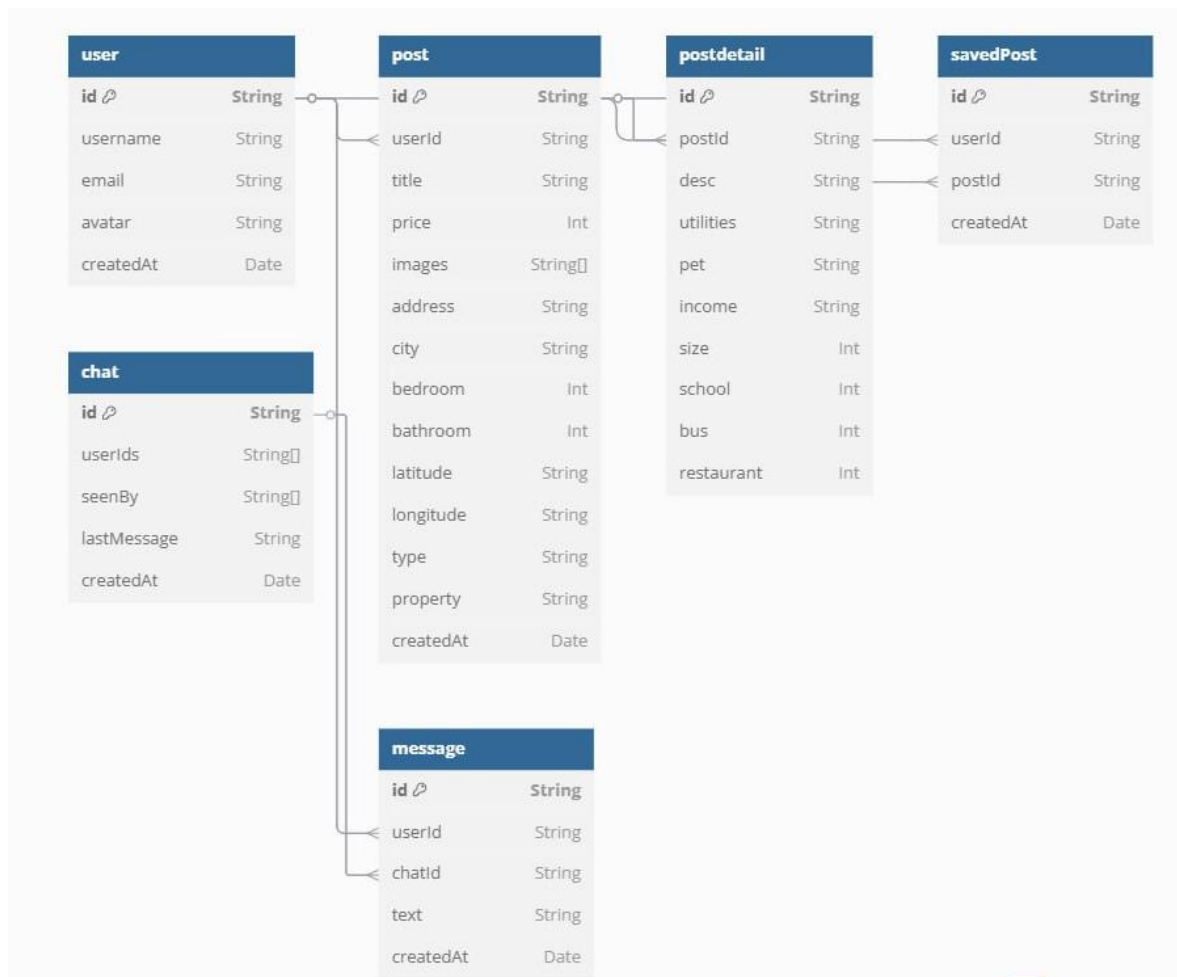 user
id String
username String
email String
avatar String
createdAt Date
chat
id String
userIds String[]
seenBy String[]
lastMessage String
createdAt Date
post
id String
userId String
title String
price Int
images String[]
address String
city String
bedroom Int
bathroom Int
latitude String
longitude String
type String
property String
createdAt Date
message
id String
userId String
chatId String
text String
createdAt Date
postdetail
id String
postId String
desc String
utilities String
pet String
income String
size Int
school Int
bus Int
restaurant Int
savedPost
id String
userId String
postId String
createdAt Date